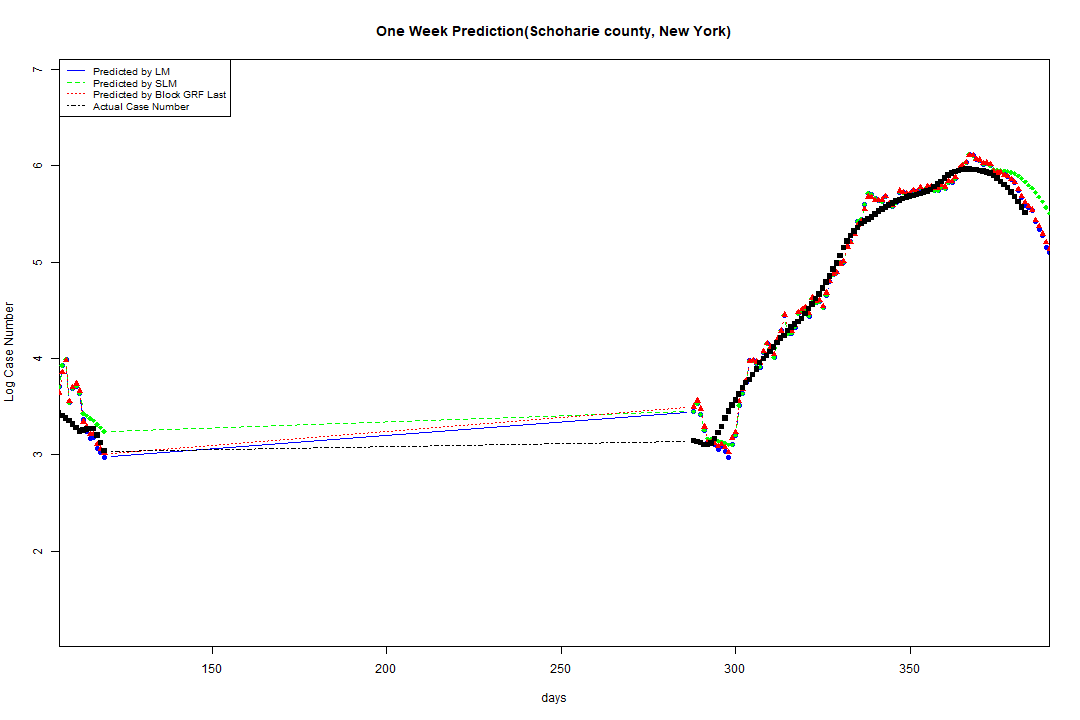 One Week Prediction(Schoharie county, New York)
Predicted by LM
Predicted by SLM
Predicted by Block GRF Last
Actual Case Number
7
6
5
4
3
2
Log Case Number
150 200 250 300 350
days